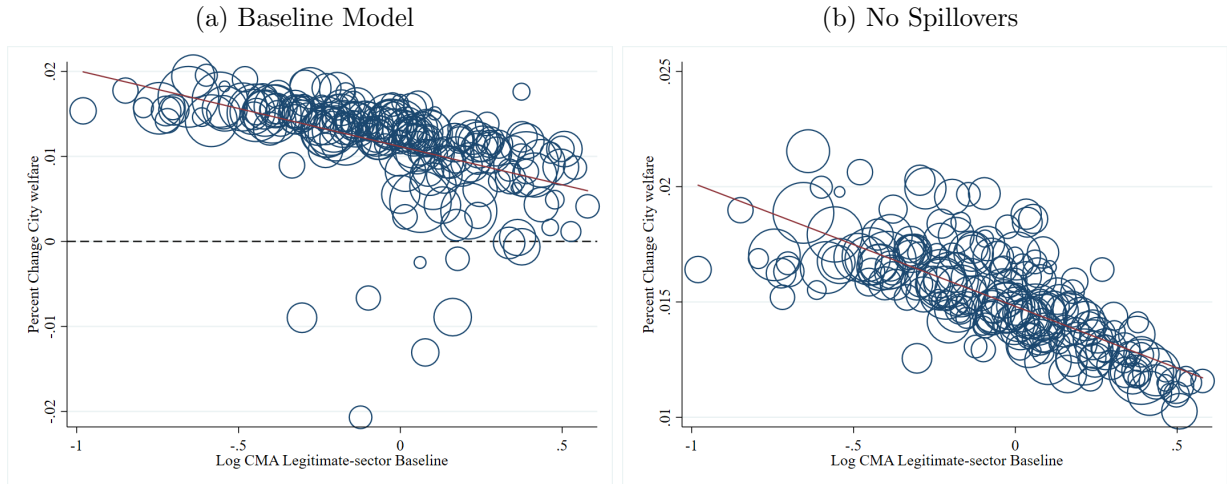 (a) Baseline Model
Percent Change City welfare
.02
.01
0
-.01
-.02
-1
-.5
0
.5
Log CMA Legitimate-sector Baseline
(b) No Spillovers
Percent Change City welfare
.025
.02
.015
.01
-1
-.5
0
.5
Log CMA Legitimate-sector Baseline